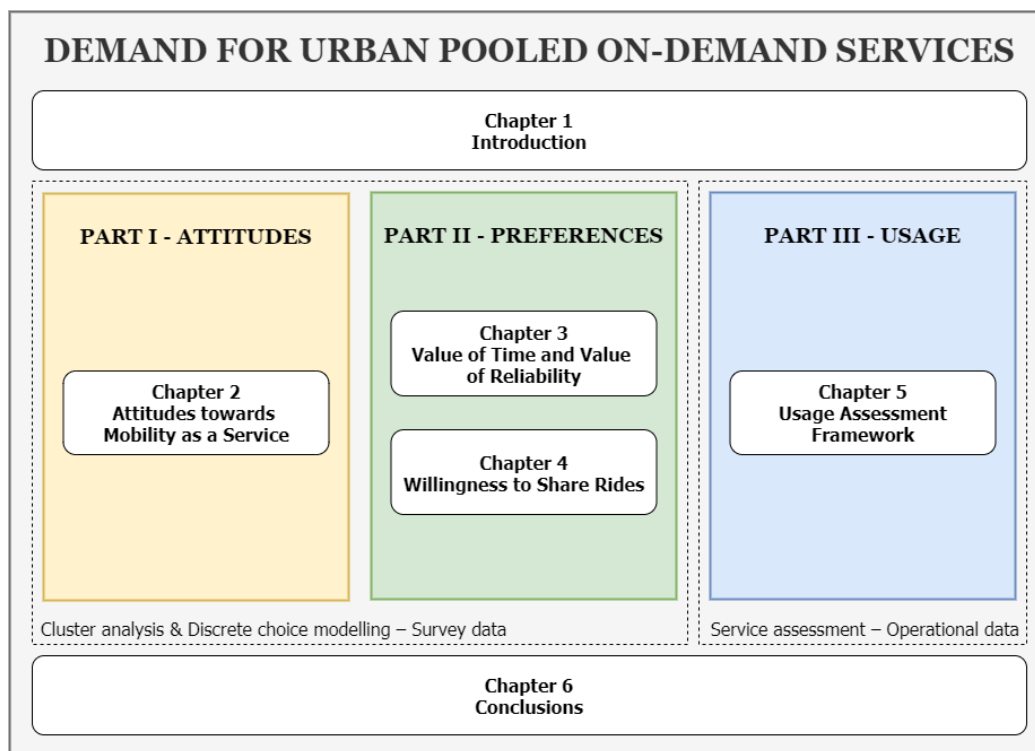 DEMAND FOR URBAN POOLED ON-DEMAND SERVICES
Chapter 1
Introduction
PART I - ATTITUDES
Chapter 2
Attitudes towards
Mobility as a Service
PART II - PREFERENCES
Chapter 3
Value of Time and Value
of Reliability
Chapter 4
Willingness to Share Rides
Cluster analysis & Discrete choice modelling – Survey data
PART III - USAGE
Chapter 5
Usage Assessment
Framework
Service assessment – Operational data
Chapter 6
Conclusions